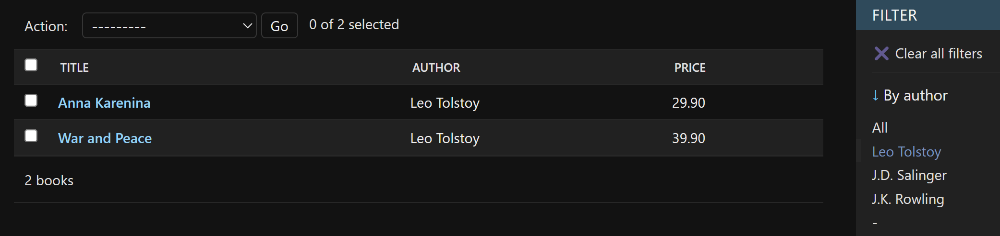 Action: --------- Go 0 of 2 selected
TITLE AUTHOR PRICE
Anna Karenina Leo Tolstoy 29.90
War and Peace Leo Tolstoy 39.90
2 books
FILTER
Clear all filters
↓ By author
All
Leo Tolstoy
J.D. Salinger
J.K. Rowling
-